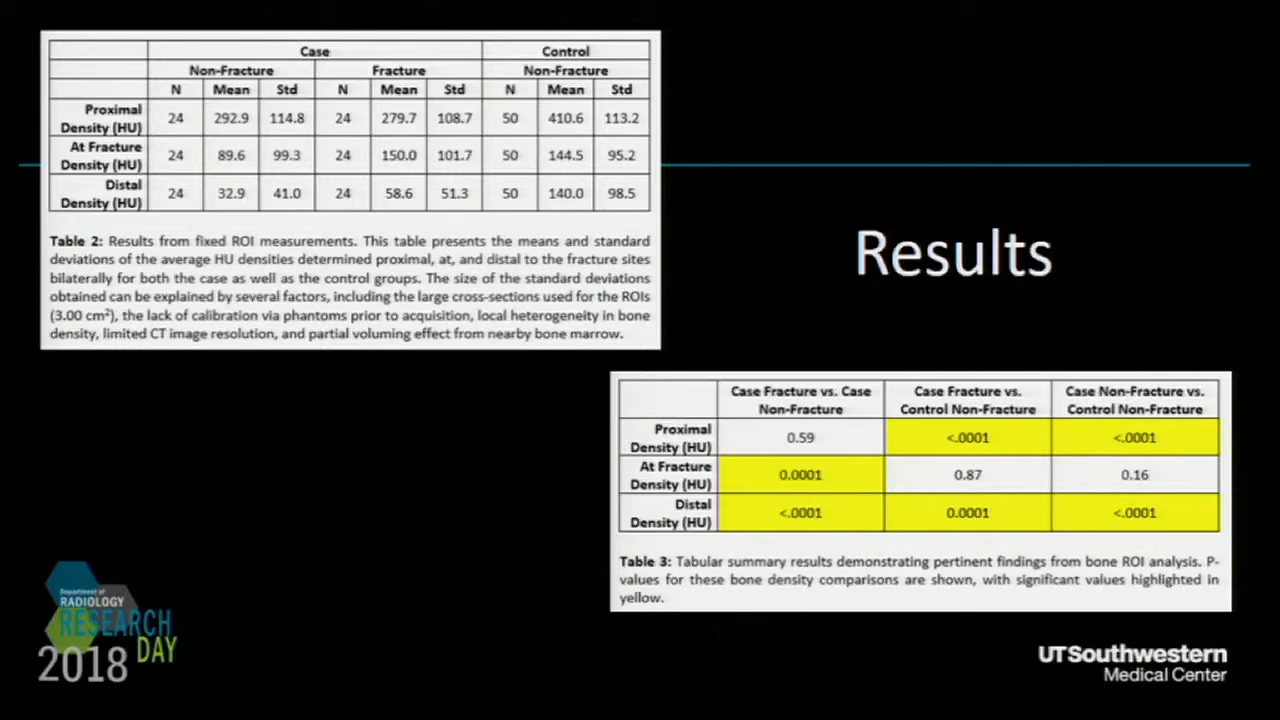 Case Control
Non-Fracture Fracture Non-Fracture
N Mean Std N Mean Std N Mean Std
Proximal
Density (HU) 24 292.9 114.8 24 279.7 108.7 50 410.6 113.2
At Fracture
Density (HU) 24 89.6 99.3 24 150.0 101.7 50 144.5 95.2
Distal
Density (HU) 24 32.9 41.0 24 58.6 51.3 50 140.0 98.5
Table 2: Results from fixed ROI measurements. This table presents the means and standard
deviations of the average HU densities determined proximal, at, and distal to the fracture sites
bilaterally for both the case as well as the control groups. The size of the standard deviations
obtained can be explained by several factors, including the large cross-sections used for the ROIs
(3.00 cm²), the lack of calibration via phantoms prior to acquisition, local heterogeneity in bone
density, limited CT image resolution, and partial voluming effect from nearby bone marrow.
Results
Case Fracture vs. Case Case Fracture vs. Case Non-Fracture vs.
Non-Fracture Control Non-Fracture Control Non-Fracture
Proximal
Density (HU) 0.59 <.0001 <.0001
At Fracture
Density (HU) 0.0001 0.87 0.16
Distal
Density (HU) <.0001 0.0001 <.0001
Table 3: Tabular summary results demonstrating pertinent findings from bone ROI analysis. P-
values for these bone density comparisons are shown, with significant values highlighted in
yellow.
Department of
RADIOLOGY
RESEARCH
2018 DAY
UTSouthwestern
Medical Center